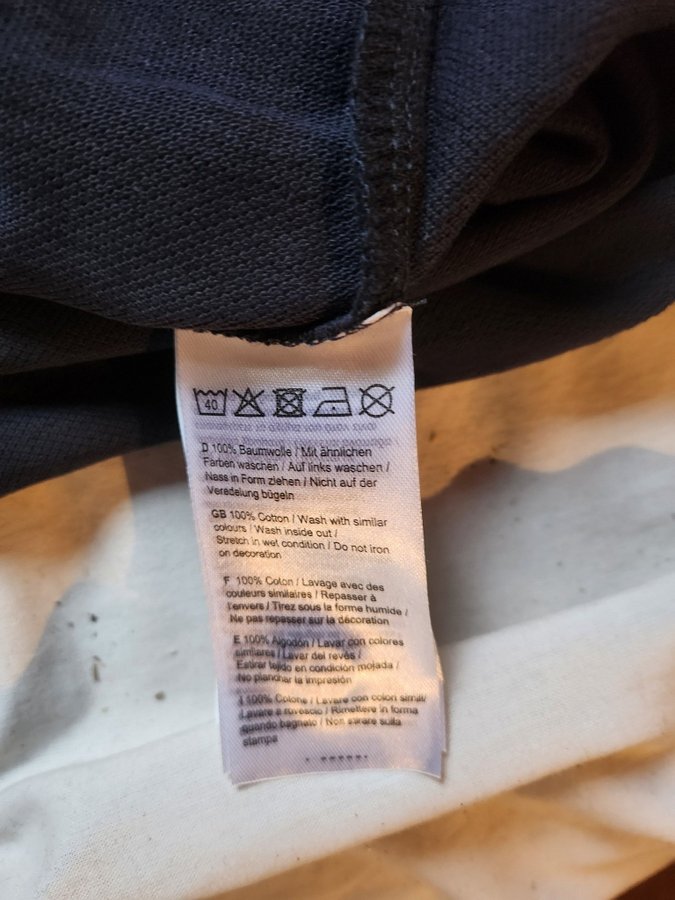 40
D 100% Baumwolle / Mit ähnlichen
Farben waschen / Auf links waschen /
Nass in Form ziehen / Nicht auf der
Veradelung bügeln
GB 100% Cotton / Wash with similar
colours / Wash inside out /
Stretch in wet condition / Do not iron
on decoration
F 100% Coton / Lavage avec des
couleurs similaires / Repasser à
l'envers / Tirez sous la forme humide /
Ne pas repasser sur la décoration
E 100% Algodón / Lavar con colores
similares / Lavar del revés /
Estirar tejido en condición mojada /
No planchar la impresión
I 100% Cotone / Lavare con colori simili/
Lavare a rovescio / Rimettere in forma
quando bagnato / Non stirare sulla
stampa